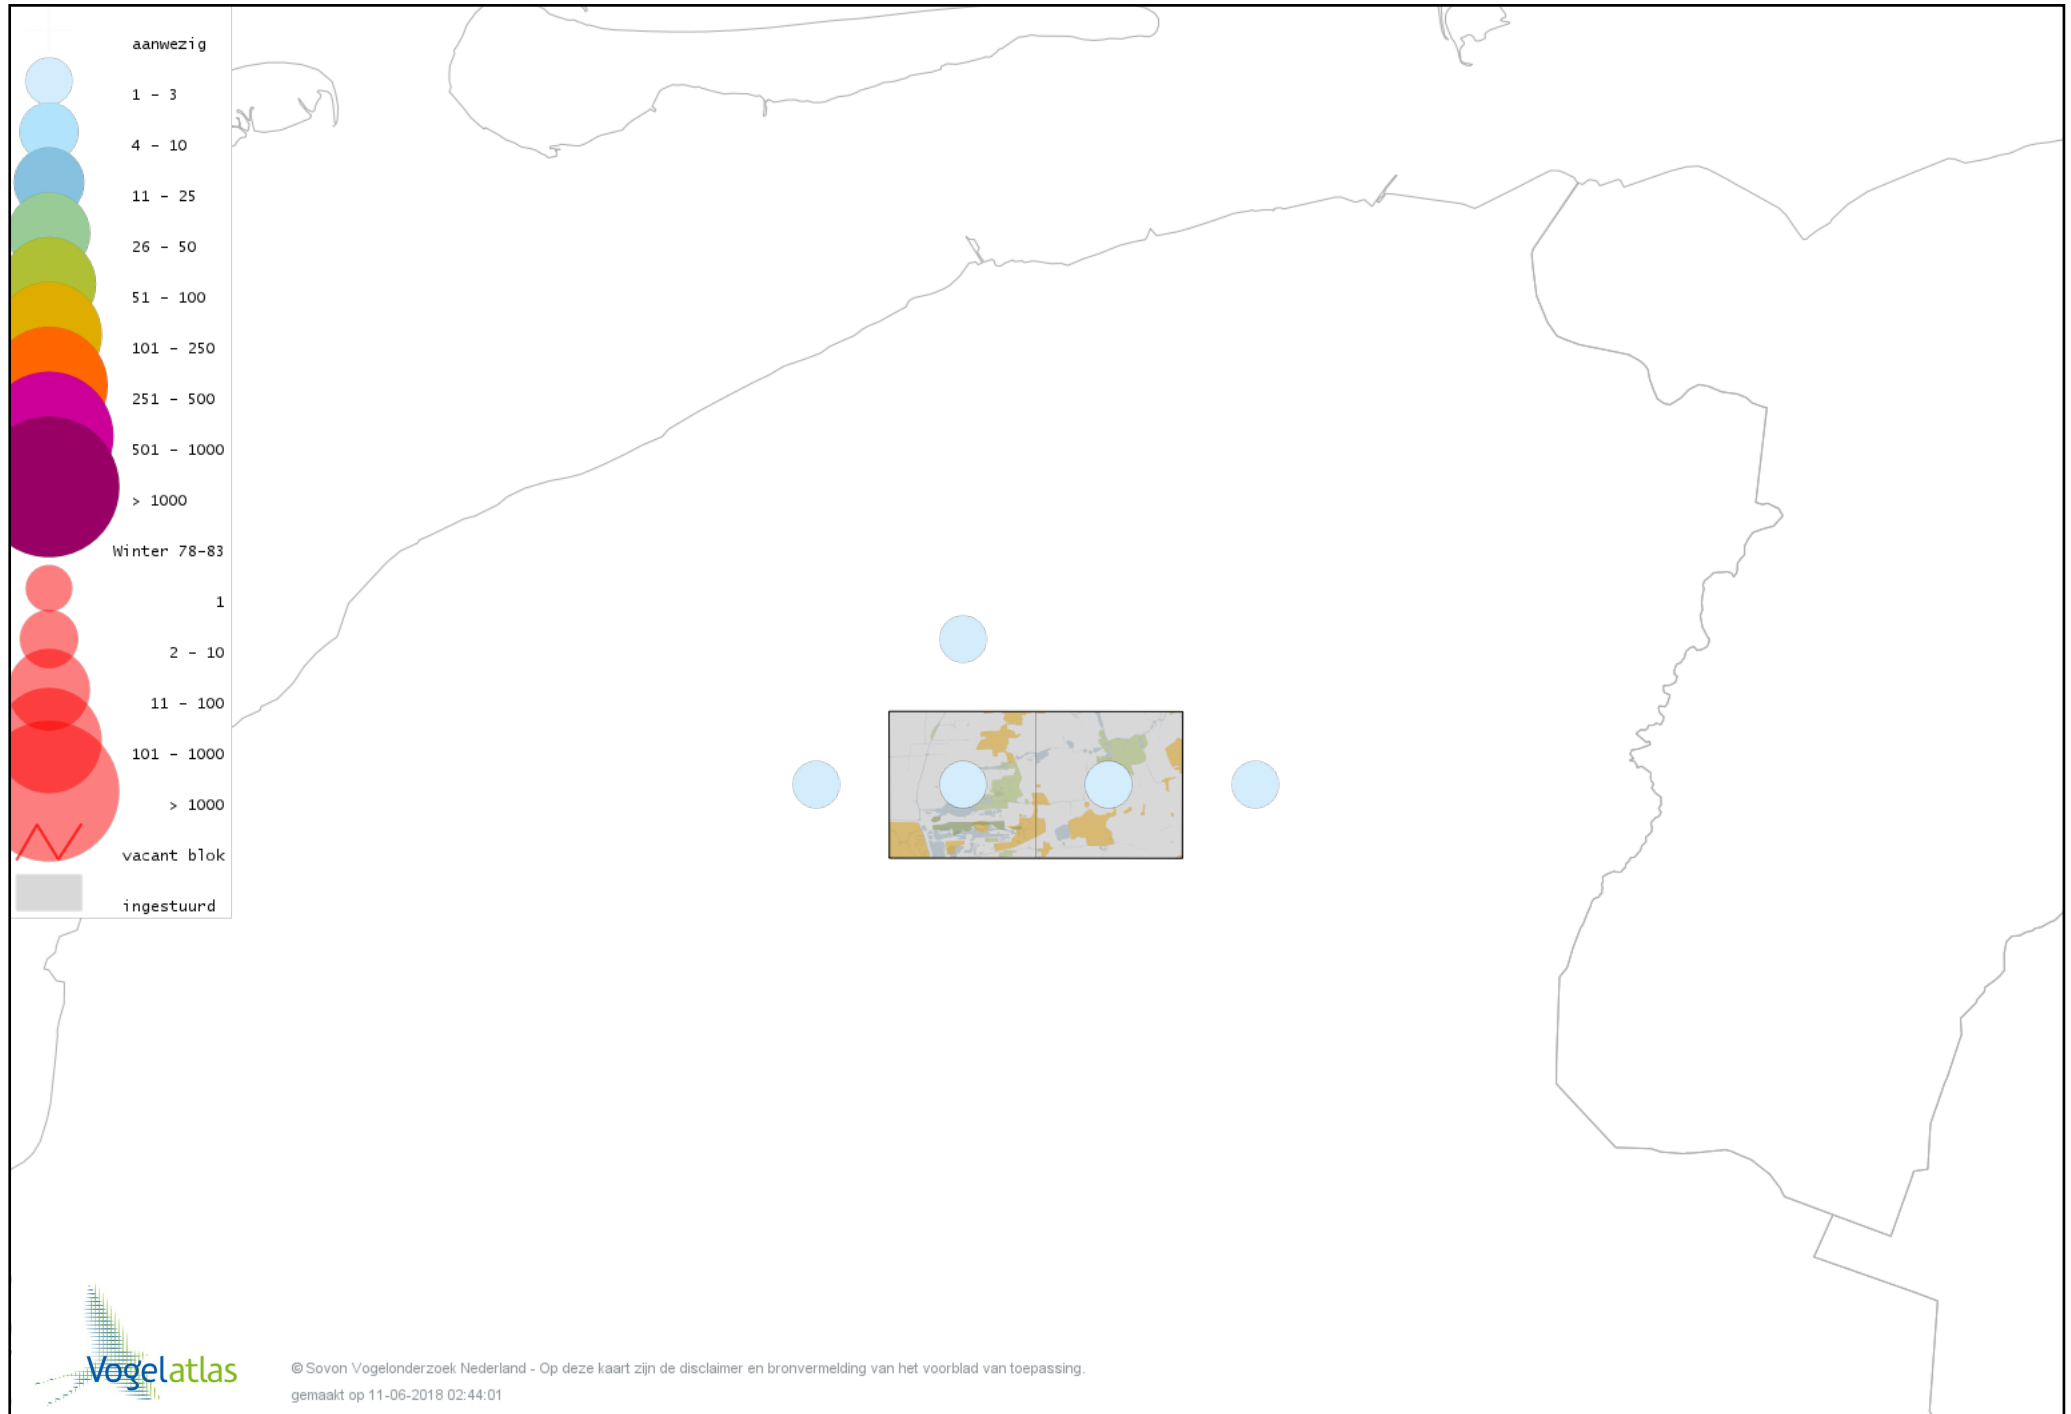 aanwezig
1 - 3
4 - 10
11 - 25
26 - 50
51 - 100
101 - 250
251 - 500
501 - 1000
> 1000
Winter 78-83
1
2 - 10
11 - 100
101 - 1000
> 1000
vacant blok
ingestuurd
Vogelatlas
© Sovon Vogelonderzoek Nederland - Op deze kaart zijn de disclaimer en bronvermelding van het voorblad van toepassing.
gemaakt op 11-06-2018 02:44:01